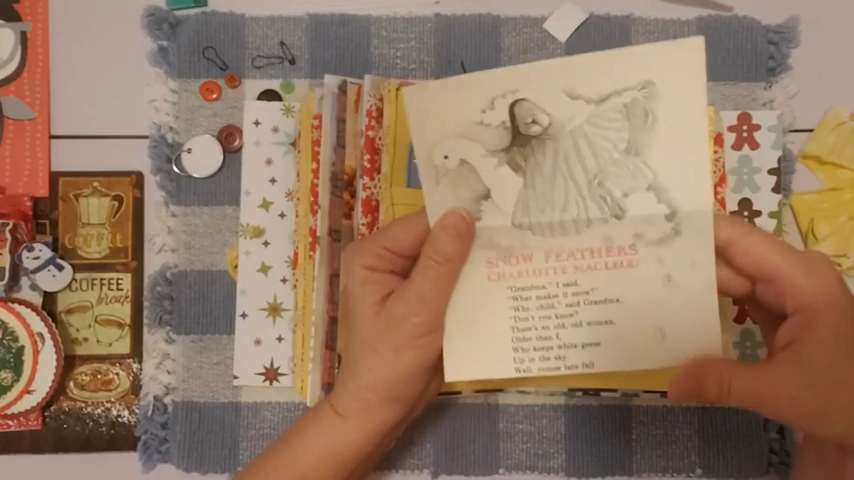 SNOW FEATHERS
CHARLOTTE MACLEOD
"Grandma," I said,
"What makes it snow?"
"Why, child," said Grandma,
"Don't you know?
There's an old, old woman,
Older than I,
Who keeps white geese
Up in the sky.
Well, comes late fall
COFFEE
COFFEE
break